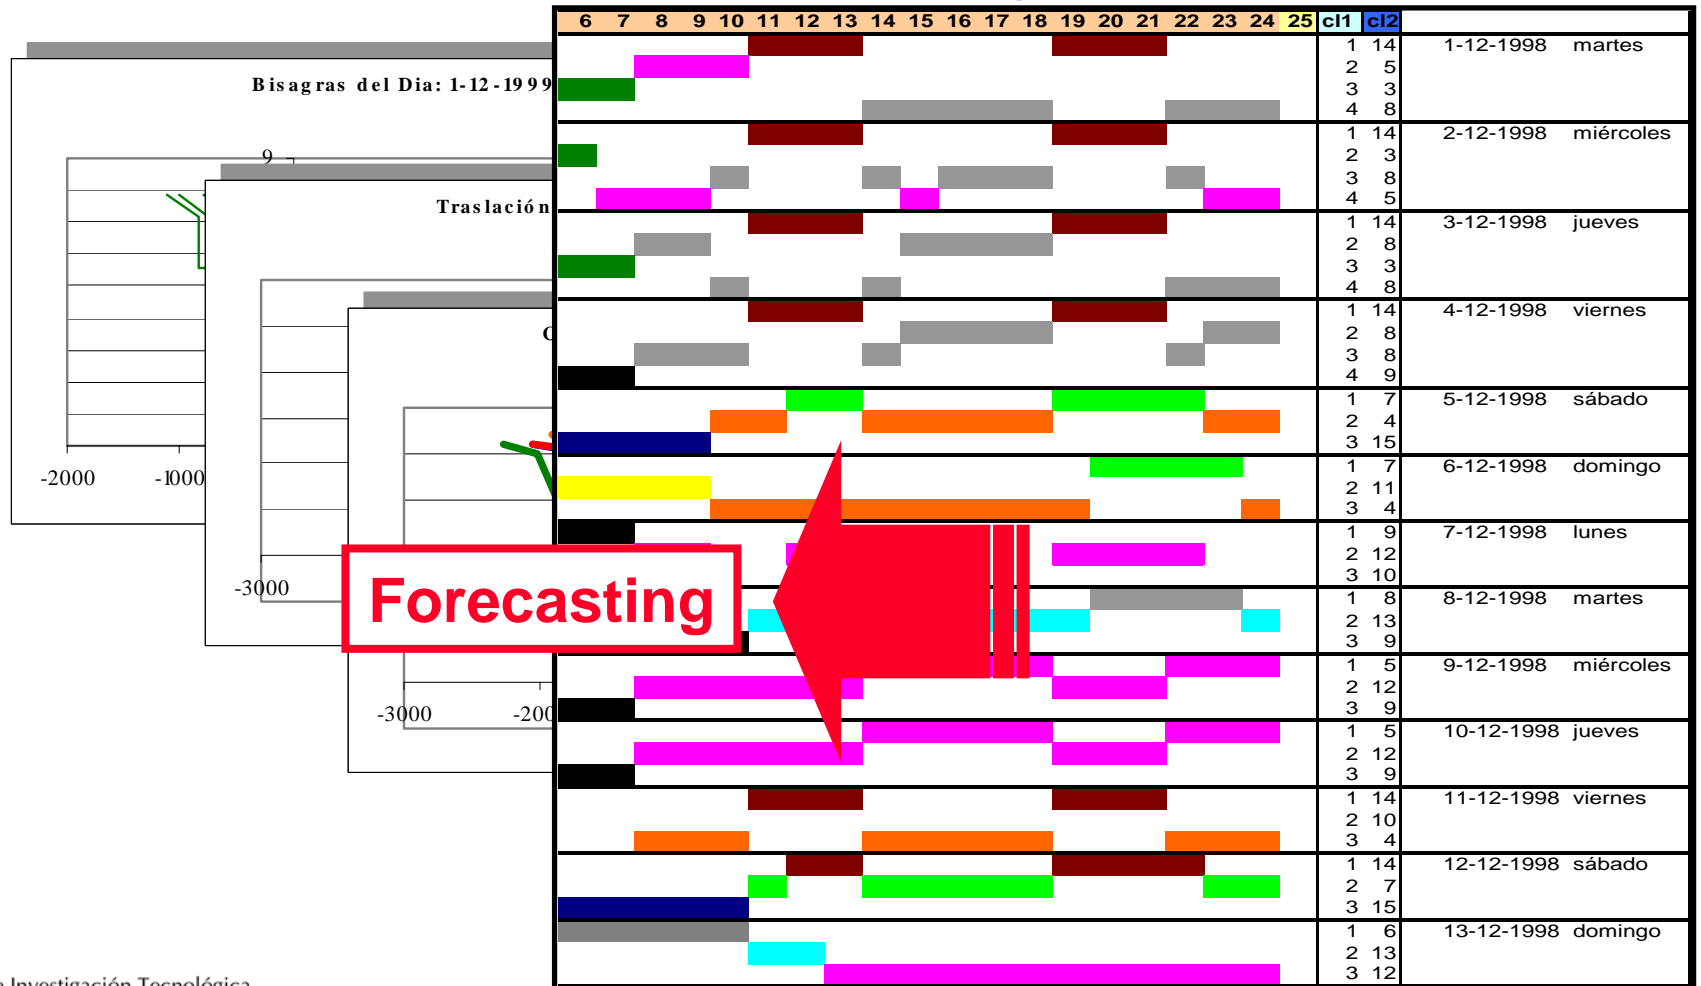 6 7 8 9 10 11 12 13 14 15 16 17 18 19 20 21 22 23 24 25 cl1 cl2
1 14 1-12-1998 martes
2 5
3 3
4 8
1 14 2-12-1998 miércoles
2 3
3 8
4 5
1 14 3-12-1998 jueves
2 8
3 3
4 8
1 14 4-12-1998 viernes
2 8
3 8
4 9
1 7 5-12-1998 sábado
2 4
3 15
1 7 6-12-1998 domingo
2 11
3 4
1 9 7-12-1998 lunes
2 12
3 10
1 8 8-12-1998 martes
2 13
3 9
1 5 9-12-1998 miércoles
2 12
3 9
1 5 10-12-1998 jueves
2 12
3 9
1 14 11-12-1998 viernes
2 10
3 4
1 14 12-12-1998 sábado
2 7
3 15
1 6 13-12-1998 domingo
2 13
3 12
Bisagras del Dia: 1-12-1999
9
-2000 -1000
Traslación
-3000
-3000 -200
Forecasting
Investigación Tecnológica